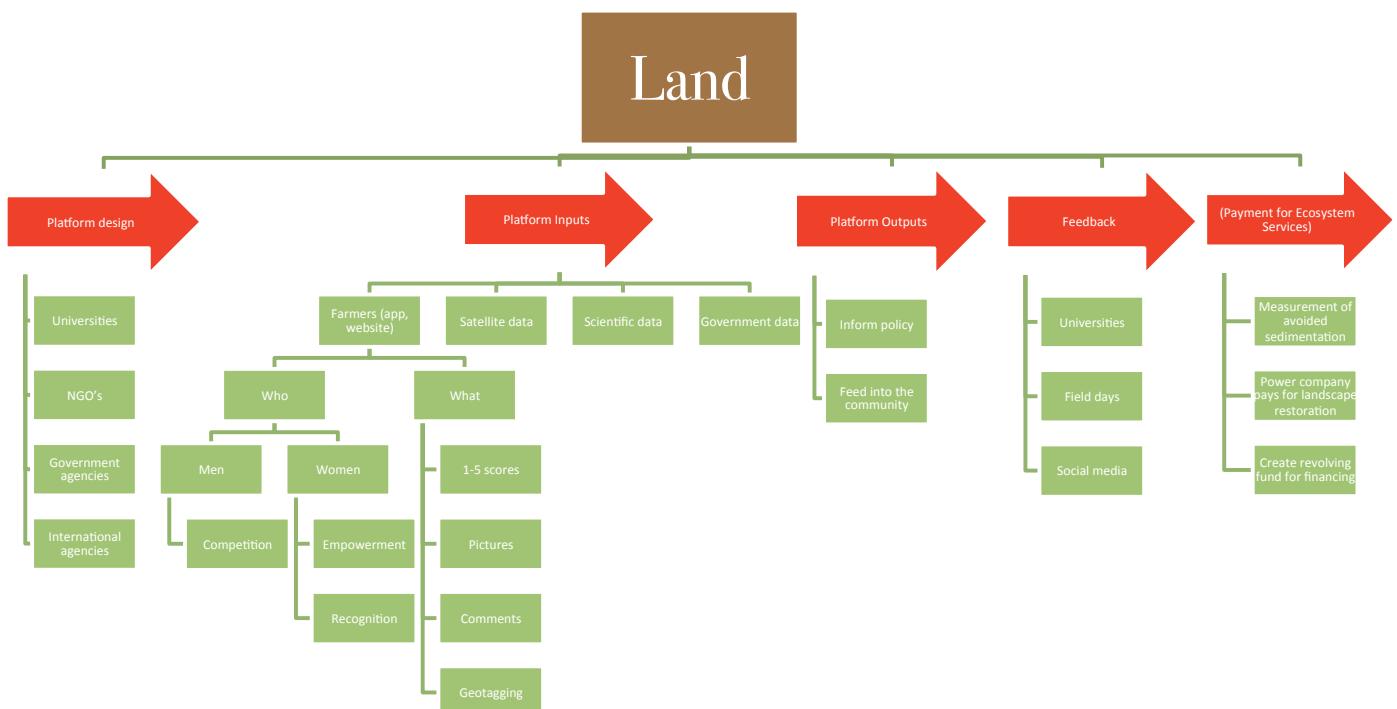 Land
Platform design
Platform Inputs
Platform Outputs
Feedback
(Payment for Ecosystem
Services)
Universities
NGO's
Government
agencies
International
agencies
Farmers (app,
website)
Satellite data
Scientific data
Government data
Who
What
Men
Women
Competition
Empowerment
Recognition
1-5 scores
Pictures
Comments
Geotagging
Inform policy
Feed into the
community
Universities
Field days
Social media
Measurement of
avoided
sedimentation
Power company
pays for landscape
restoration
Create revolving
fund for financing